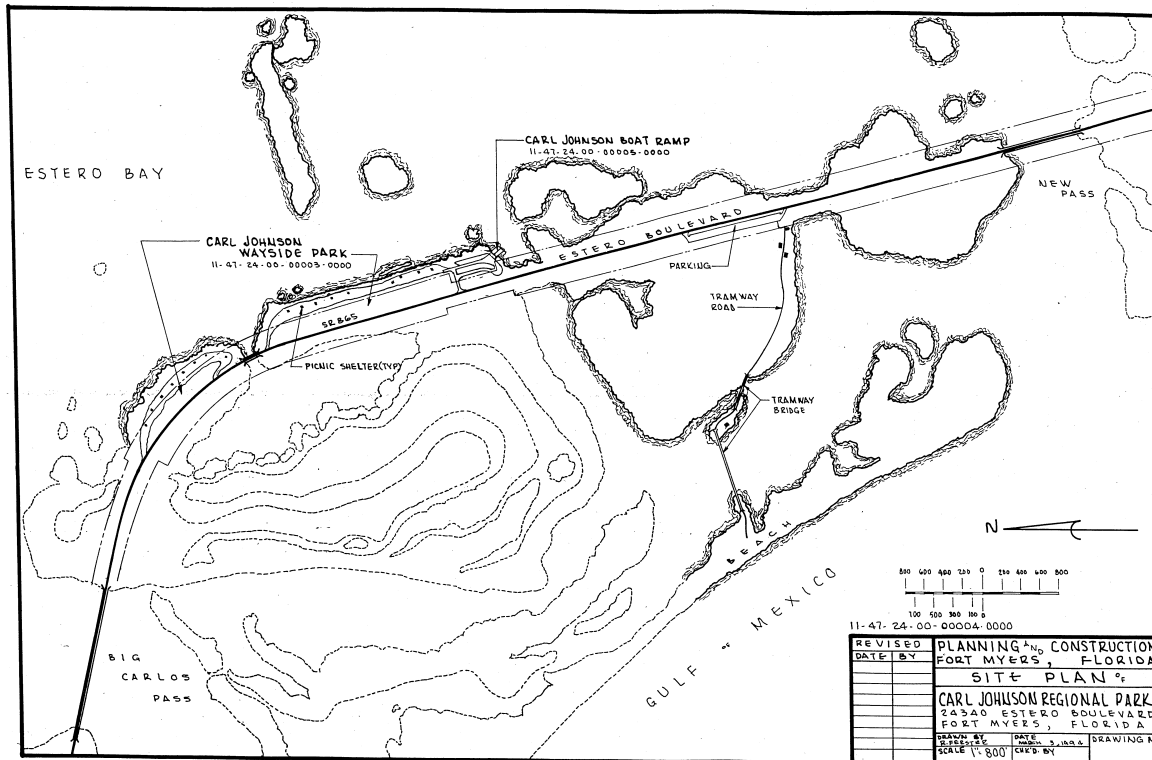 CARL JOHNSON BOAT RAMP
11-47-24-00-00005-0000
ESTERO BAY
NEW
PASS
CARL JOHNSON
WAYSIDE PARK
11-47-24-00-00003-0000
ESTERO BOULEVARD
PARKING
TRAMWAY
ROAD
SR 865
PICNIC SHELTER(TYP)
TRAMWAY
BRIDGE
N
BEACH
GULF OF MEXICO
800 600 400 200 0 200 400 600 800
700 500 300 100 0
11-47-24-00-00004-0000
BIG
CARLOS
PASS
REVISED
DATE BY
PLANNING AND CONSTRUCTION
FORT MYERS, FLORIDA
SITE PLAN OF
CARL JOHNSON REGIONAL PARK
24340 ESTERO BOULEVARD
FORT MYERS, FLORIDA
DRAWN BY
DATE
MARCH 3, 1994
DRAWING N
SCALE 1":800'
CHK'D. BY